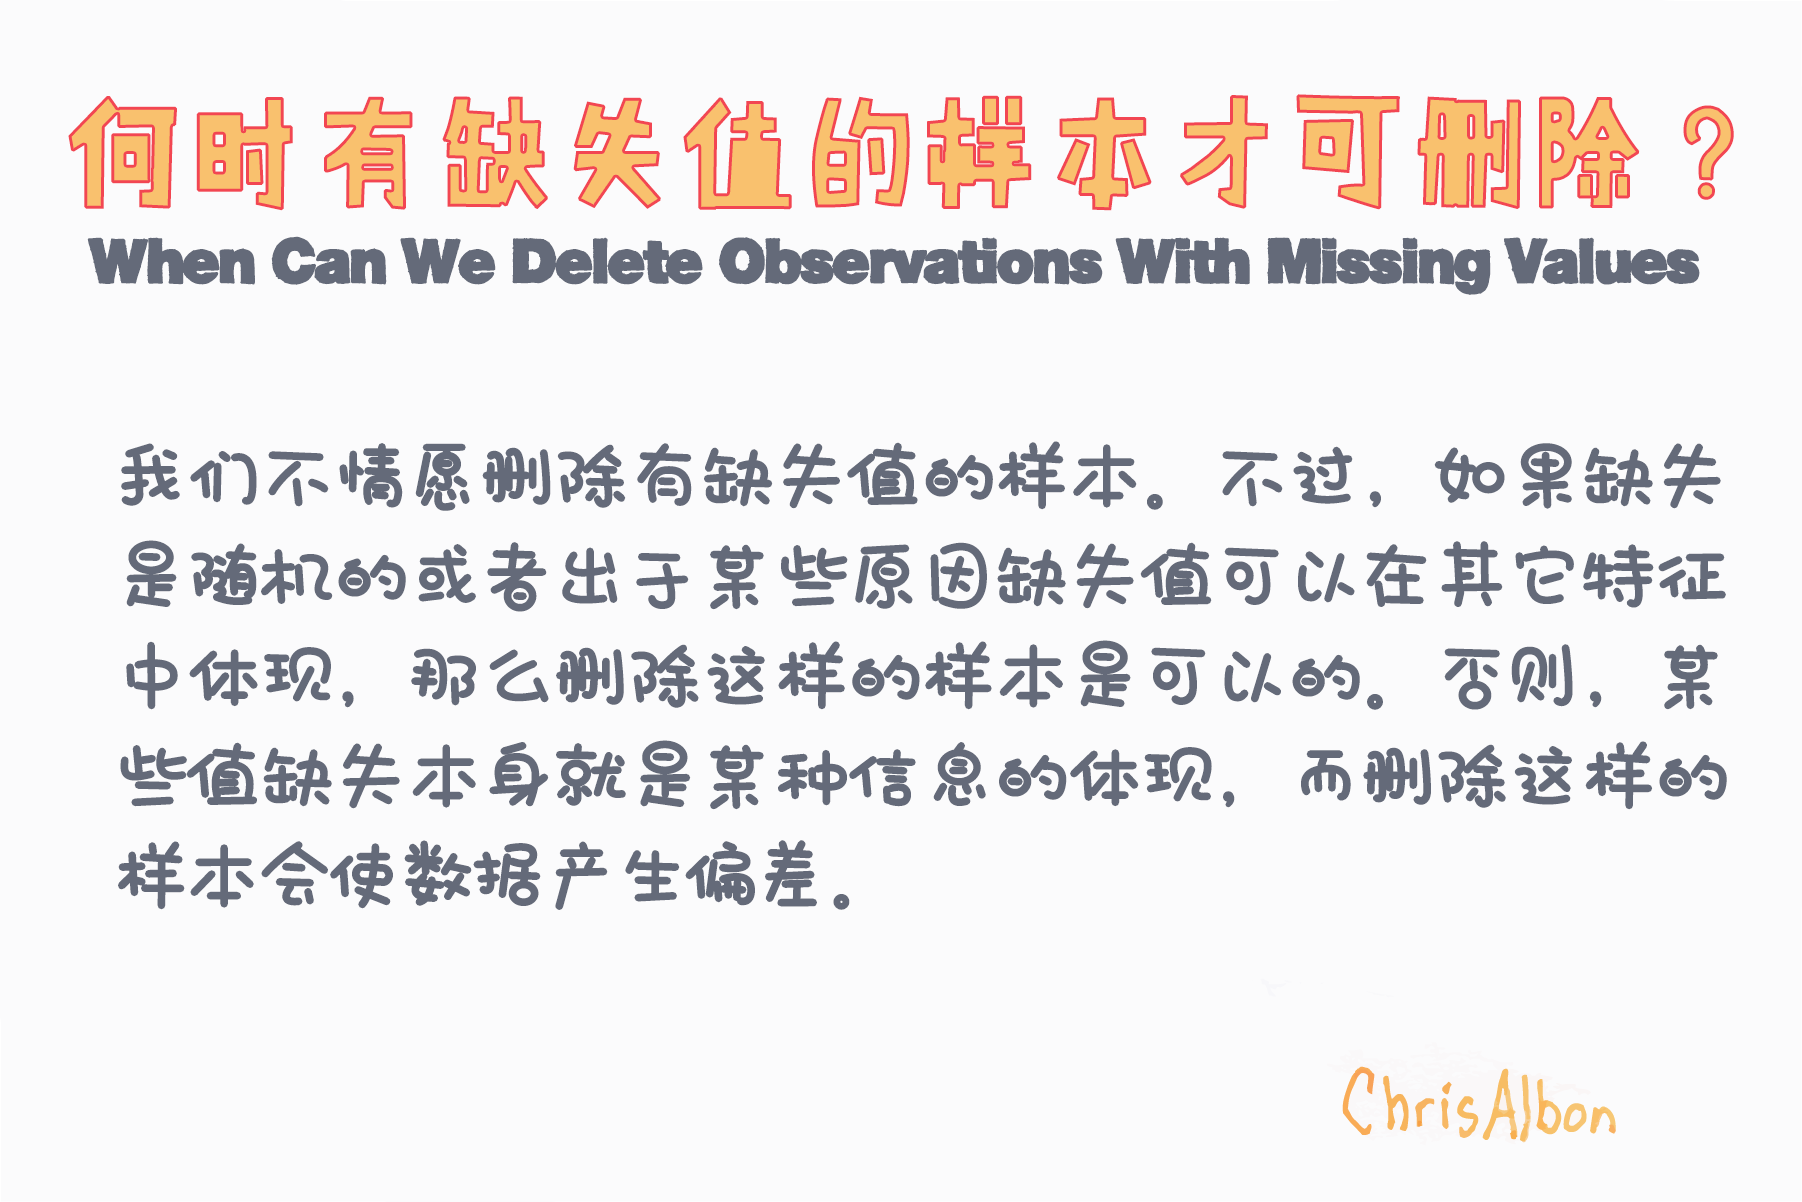 何时有缺失值的样本才可删除？
When Can We Delete Observations With Missing Values
我们不情愿删除有缺失值的样本。不过，如果缺失
是随机的或者出于某些原因缺失值可以在其它特征
中体现，那么删除这样的样本是可以的。否则，某
些值缺失本身就是某种信息的体现，而删除这样的
样本会使数据产生偏差。
ChrisAlbon